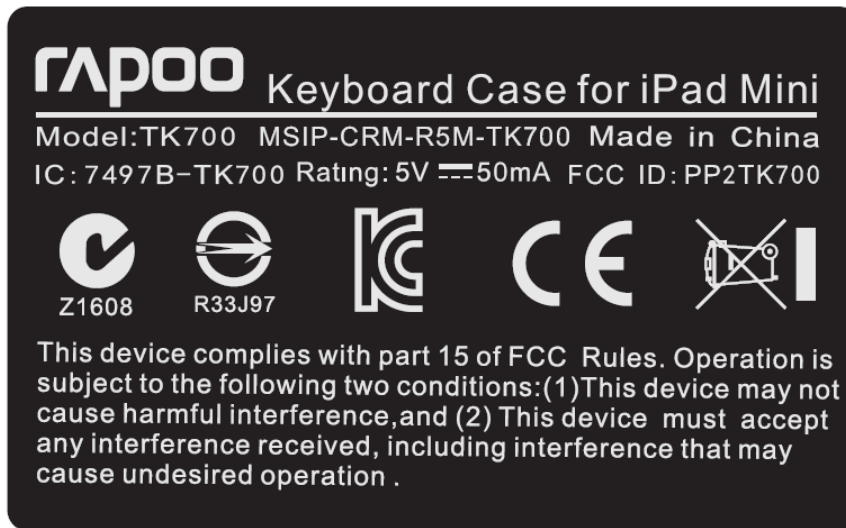 rapoo Keyboard Case for iPad Mini
Model:TK700 MSIP-CRM-R5M-TK700 Made in China
IC: 7497B-TK700 Rating: 5V 50mA FCC ID: PP2TK700
Z1608 R33J97 CE
This device complies with part 15 of FCC Rules. Operation is
subject to the following two conditions:(1)This device may not
cause harmful interference,and (2) This device must accept
any interference received, including interference that may
cause undesired operation .